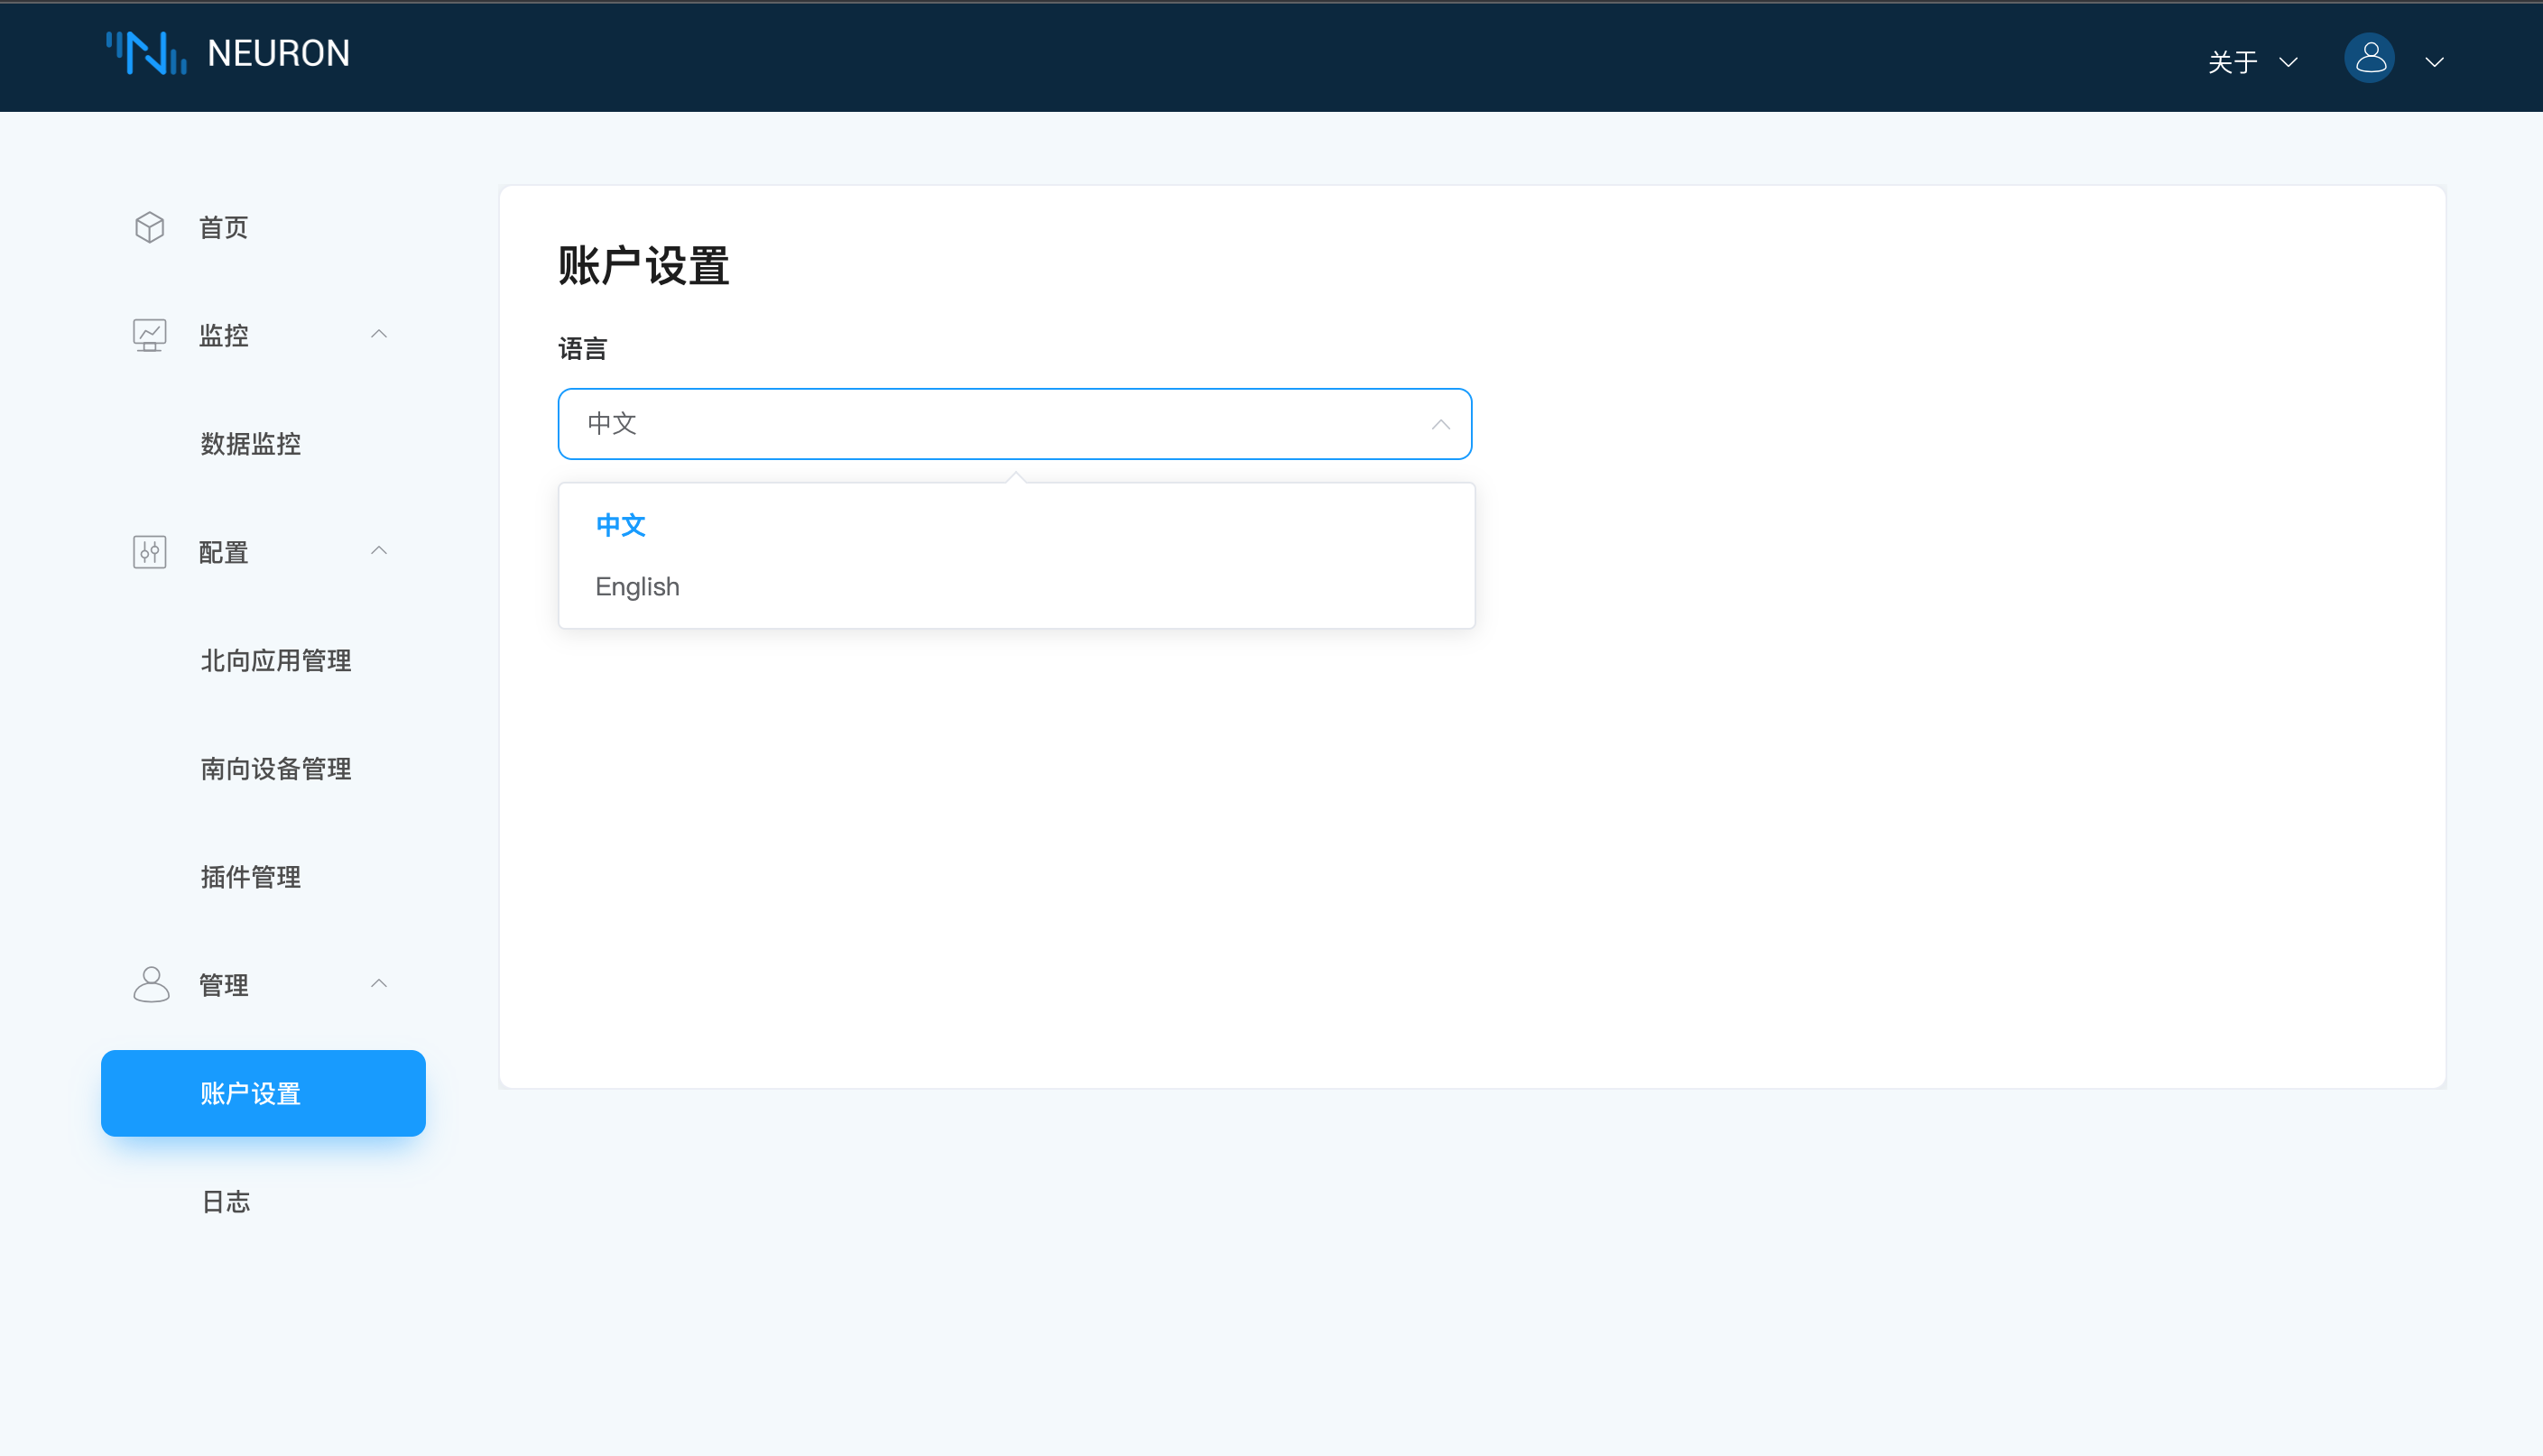 NEURON
关于
首页
监控
数据监控
配置
北向应用管理
南向设备管理
插件管理
管理
账户设置
日志
账户设置
语言
中文
中文
English